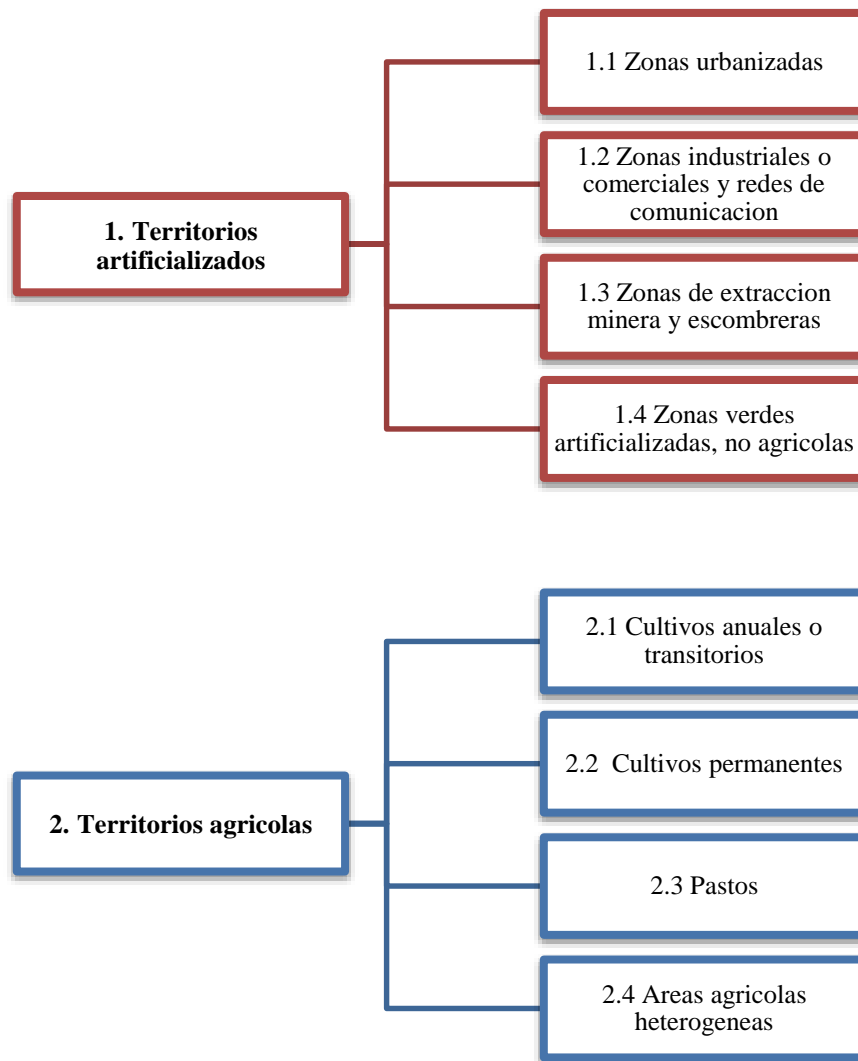 1. Territorios
artificializados
1.1 Zonas urbanizadas
1.2 Zonas industriales o
comerciales y redes de
comunicacion
1.3 Zonas de extraccion
minera y escombreras
1.4 Zonas verdes
artificializadas, no agricolas
2. Territorios agricolas
2.1 Cultivos anuales o
transitorios
2.2 Cultivos permanentes
2.3 Pastos
2.4 Areas agricolas
heterogeneas